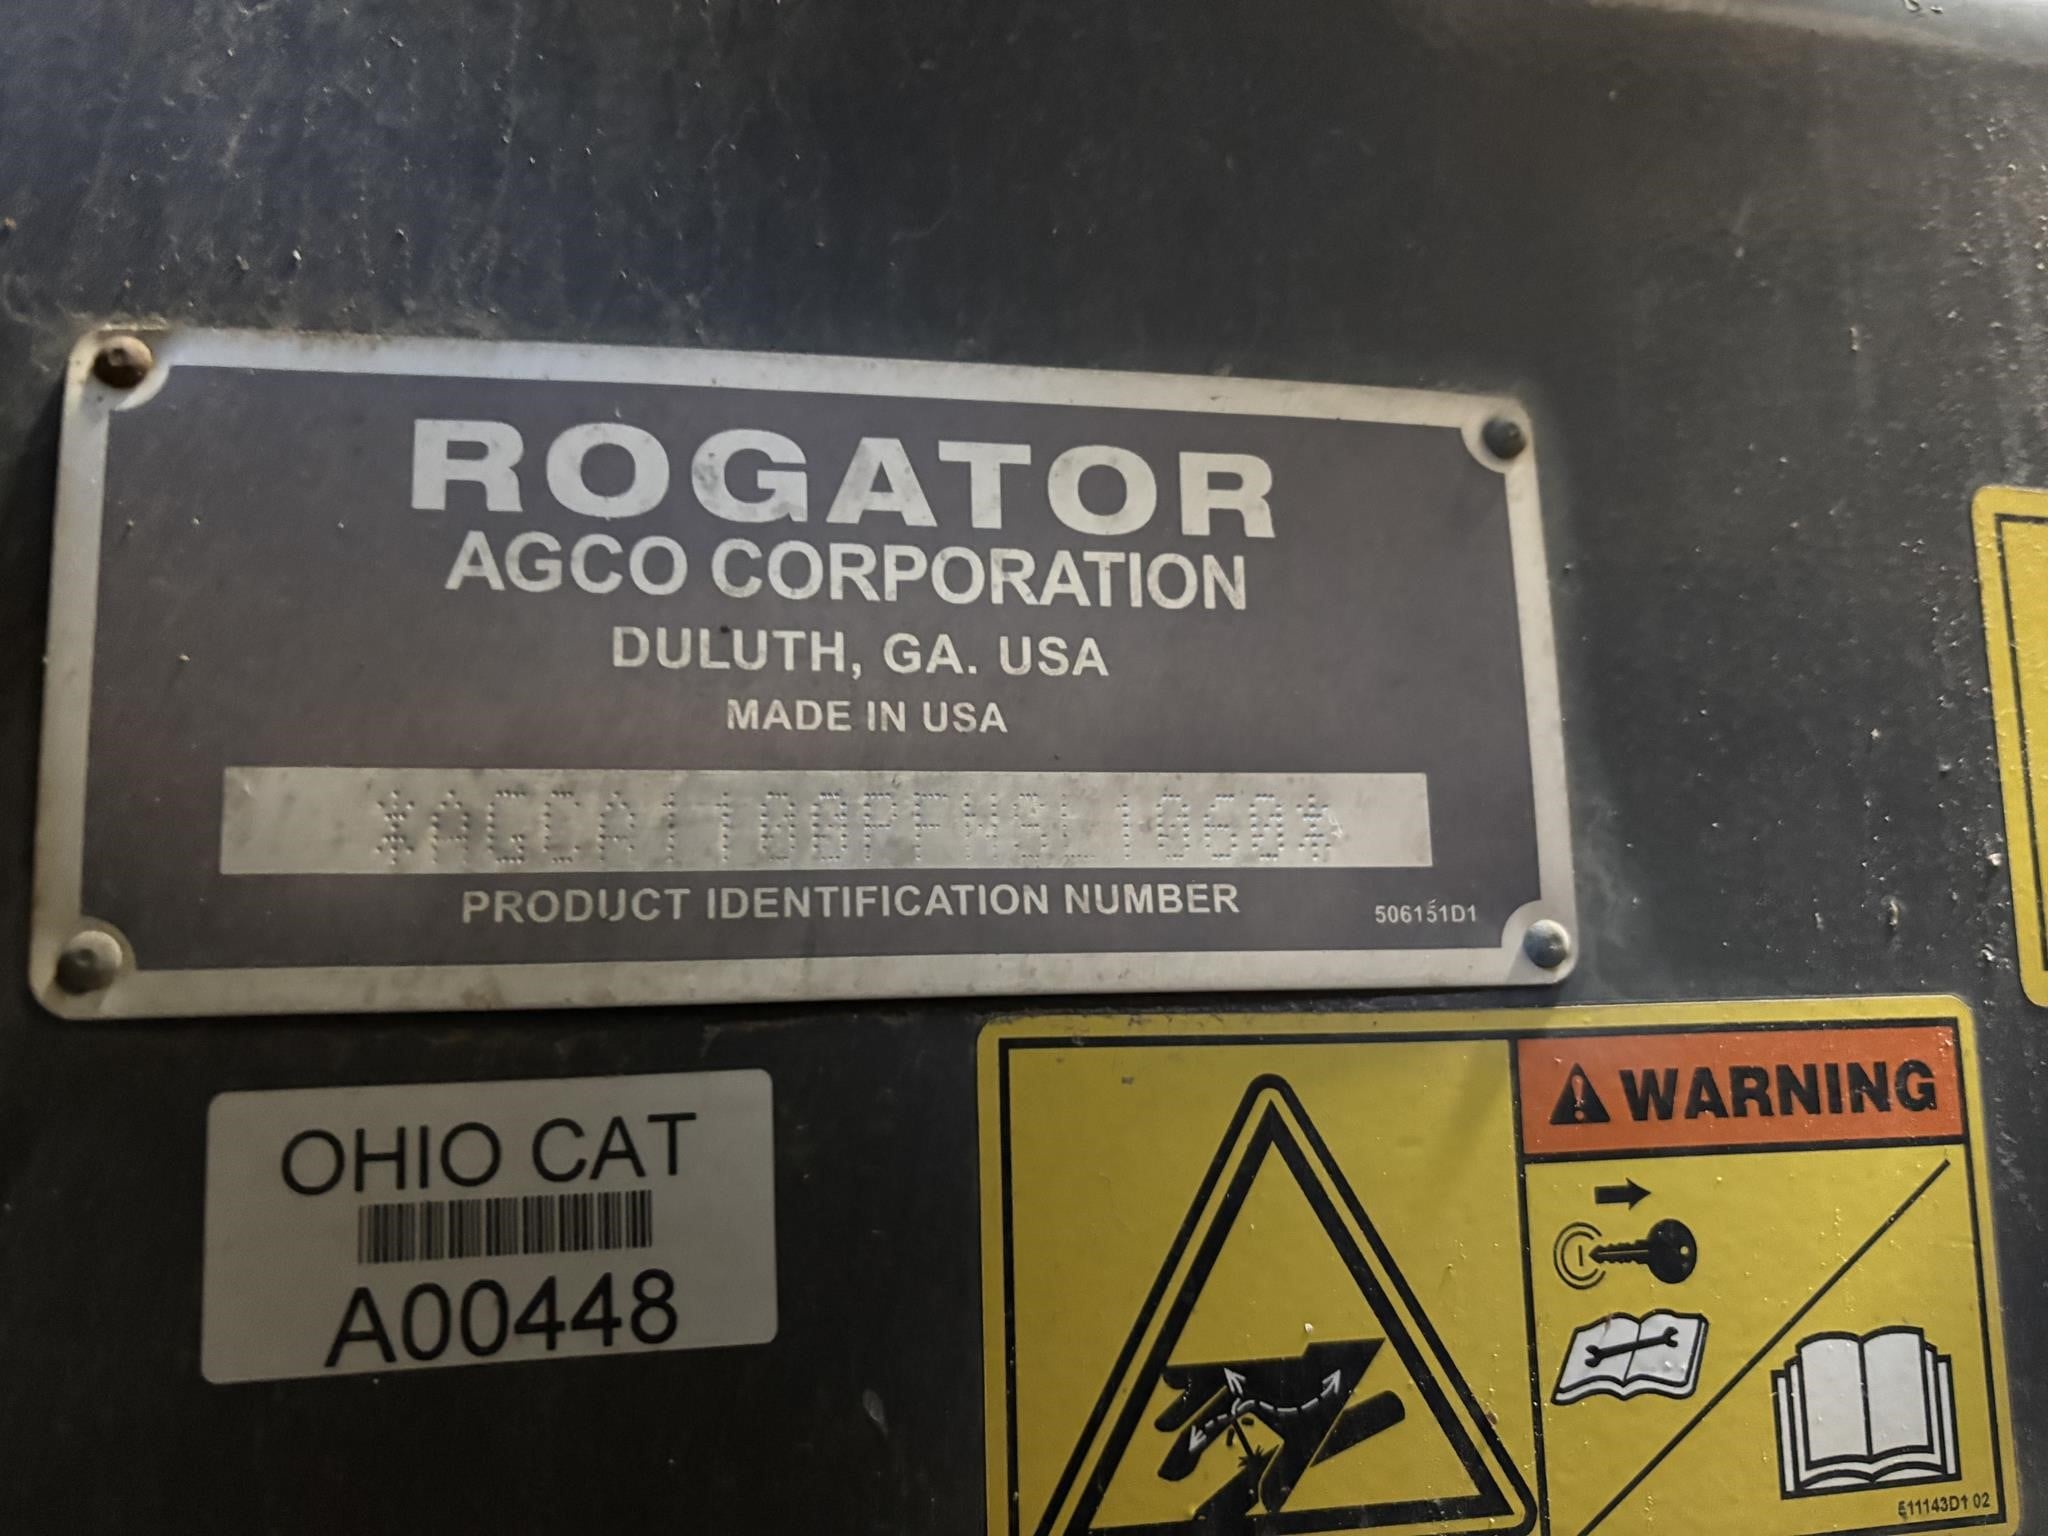 ROGATOR
AGCO CORPORATION
DULUTH, GA. USA
MADE IN USA
*AGCA1100PFNSL1060*
PRODUCT IDENTIFICATION NUMBER
506151D1
OHIO CAT
A00448
WARNING
511143D1 02